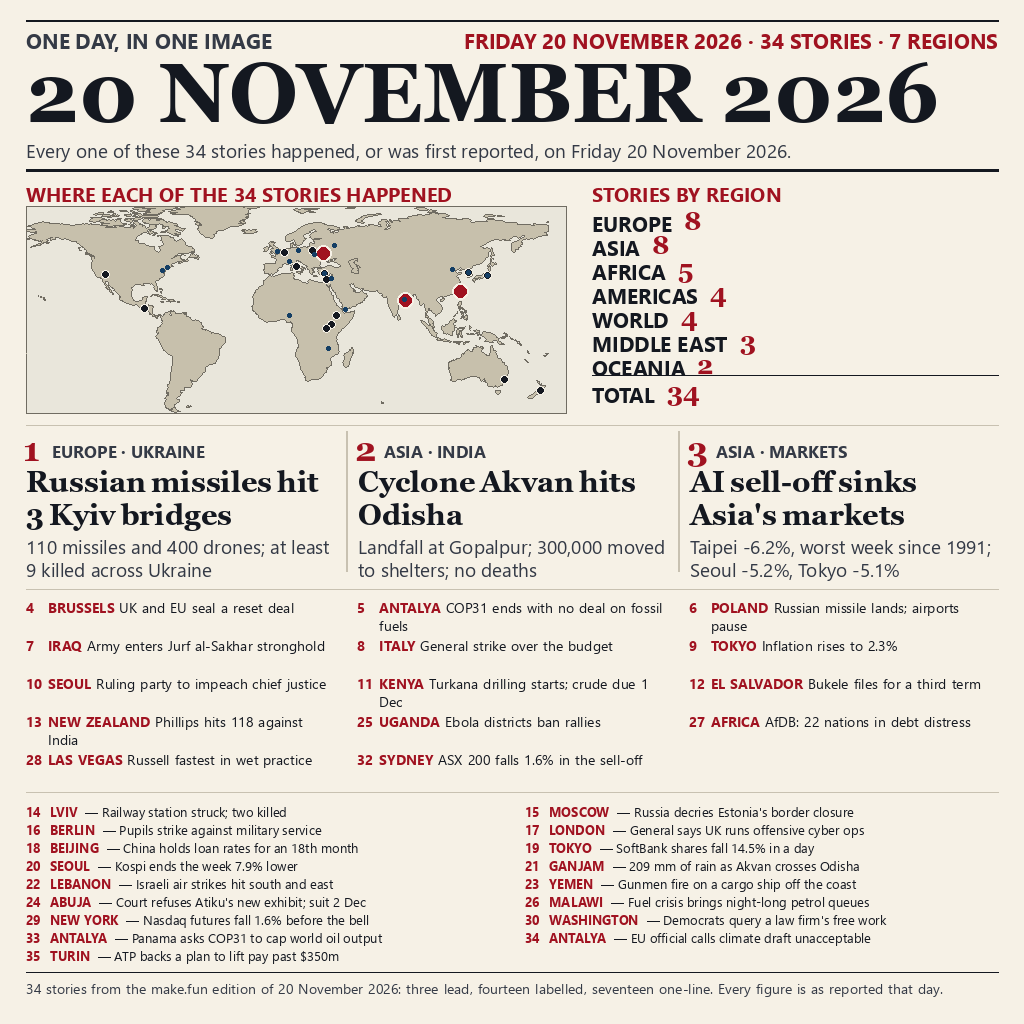 ONE DAY, IN ONE IMAGE
FRIDAY 20 NOVEMBER 2026 · 34 STORIES · 7 REGIONS
20 NOVEMBER 2026
Every one of these 34 stories happened, or was first reported, on Friday 20 November 2026.
WHERE EACH OF THE 34 STORIES HAPPENED
STORIES BY REGION
EUROPE 8
ASIA 8
AFRICA 5
AMERICAS 4
WORLD 4
MIDDLE EAST 3
OCEANIA 2
TOTAL 34
1 EUROPE · UKRAINE
Russian missiles hit
3 Kyiv bridges
110 missiles and 400 drones; at least
9 killed across Ukraine
2 ASIA · INDIA
Cyclone Akvan hits
Odisha
Landfall at Gopalpur; 300,000 moved
to shelters; no deaths
3 ASIA · MARKETS
AI sell-off sinks
Asia's markets
Taipei -6.2%, worst week since 1991;
Seoul -5.2%, Tokyo -5.1%
4 BRUSSELS UK and EU seal a reset deal
5 ANTALYA COP31 ends with no deal on fossil
fuels
6 POLAND Russian missile lands; airports
pause
7 IRAQ Army enters Jurf al-Sakhar stronghold
8 ITALY General strike over the budget
9 TOKYO Inflation rises to 2.3%
10 SEOUL Ruling party to impeach chief justice
11 KENYA Turkana drilling starts; crude due 1
Dec
12 EL SALVADOR Bukele files for a third term
13 NEW ZEALAND Phillips hits 118 against
India
25 UGANDA Ebola districts ban rallies
27 AFRICA AfDB: 22 nations in debt distress
28 LAS VEGAS Russell fastest in wet practice
32 SYDNEY ASX 200 falls 1.6% in the sell-off
14 LVIV — Railway station struck; two killed
15 MOSCOW — Russia decries Estonia's border closure
16 BERLIN — Pupils strike against military service
17 LONDON — General says UK runs offensive cyber ops
18 BEIJING — China holds loan rates for an 18th month
19 TOKYO — SoftBank shares fall 14.5% in a day
20 SEOUL — Kospi ends the week 7.9% lower
21 GANJAM — 209 mm of rain as Akvan crosses Odisha
22 LEBANON — Israeli air strikes hit south and east
23 YEMEN — Gunmen fire on a cargo ship off the coast
24 ABUJA — Court refuses Atiku's new exhibit; suit 2 Dec
26 MALAWI — Fuel crisis brings night-long petrol queues
29 NEW YORK — Nasdaq futures fall 1.6% before the bell
30 WASHINGTON — Democrats query a law firm's free work
33 ANTALYA — Panama asks COP31 to cap world oil output
34 ANTALYA — EU official calls climate draft unacceptable
35 TURIN — ATP backs a plan to lift pay past $350m
34 stories from the make.fun edition of 20 November 2026: three lead, fourteen labelled, seventeen one-line. Every figure is as reported that day.